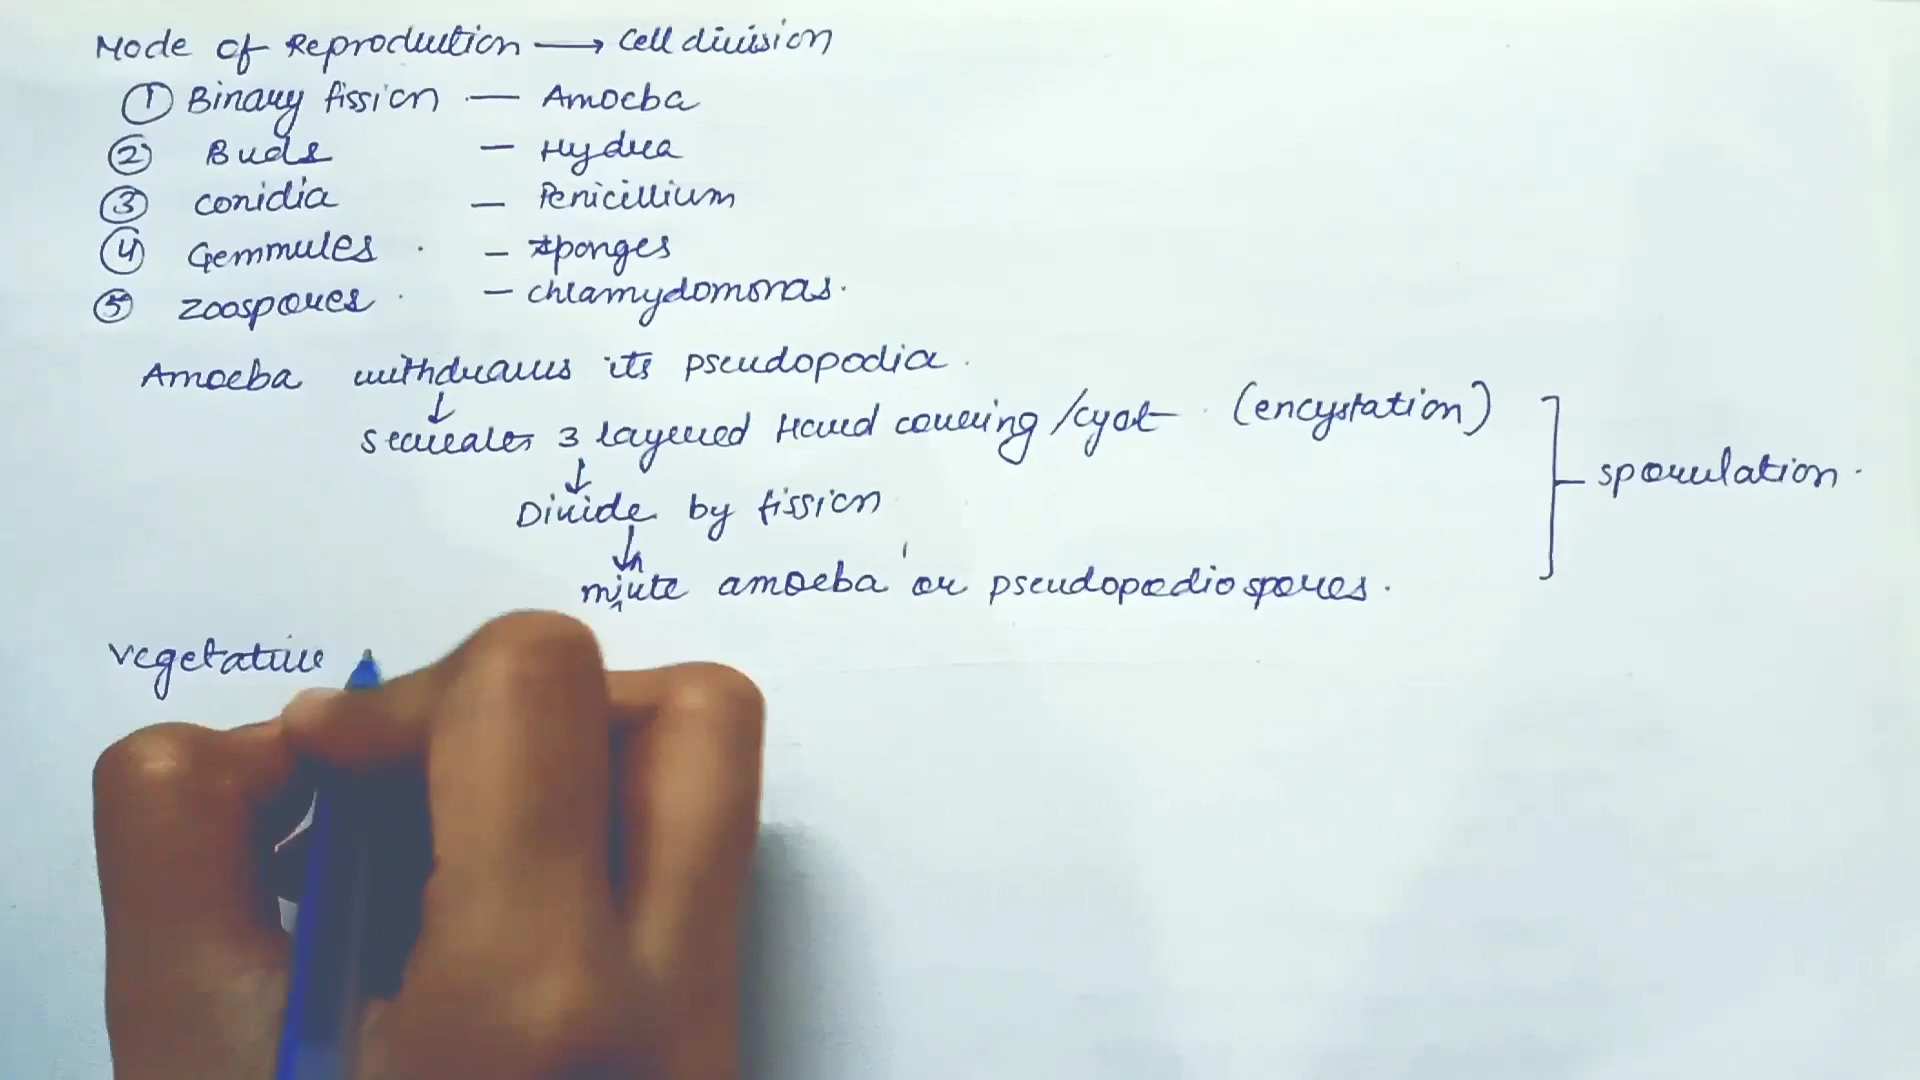 Mode of Reproduction → Cell division
① Binary fission — Amoeba
② Buds — Hydra
③ conidia — Penicillium
④ Gemmules — sponges
⑤ zoospores — chlamydomonas.
Amoeba withdraws its pseudopodia.
↓
3 layered Hard covering /cyst (encystation)
↓
Divide by fission
↓
minute amoeba or pseudopodiospores.
sporulation.
vegetative